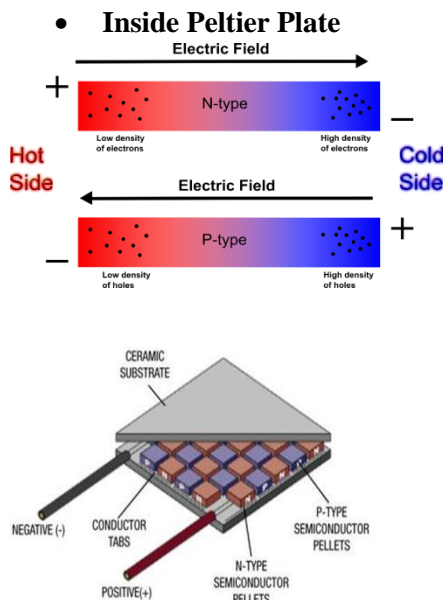 • Inside Peltier Plate
Electric Field
+
N-type
−
Low density
of electrons
High density
of electrons
Hot
Side
Cold
Side
Electric Field
P-type
+
−
Low density
of holes
High density
of holes
CERAMIC
SUBSTRATE
NEGATIVE (-)
CONDUCTOR
TABS
P-TYPE
SEMICONDUCTOR
PELLETS
N-TYPE
SEMICONDUCTOR
PELLETS
POSITIVE(+)